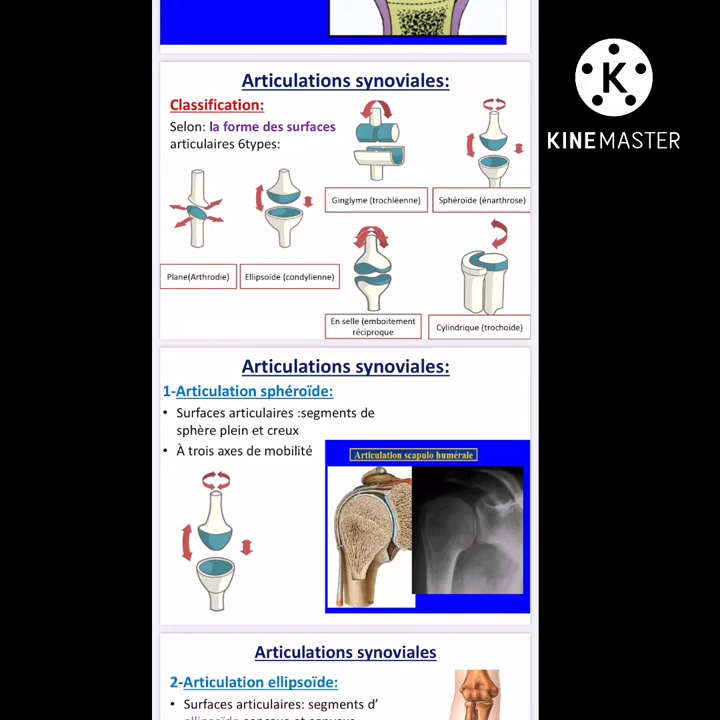 K
KINEMASTER
Articulations synoviales:
Classification:
Selon: la forme des surfaces
articulaires 6types:
Ginglyme (trochléenne)
Sphéroïde (énarthrose)
Plane(Arthrodie)
Ellipsoïde (condylienne)
En selle (emboitement
réciproque
Cylindrique (trochoïde)
Articulations synoviales:
1-Articulation sphéroïde:
• Surfaces articulaires :segments de
sphère plein et creux
• À trois axes de mobilité
Articulation scapulo humérale
Articulations synoviales
2-Articulation ellipsoïde:
• Surfaces articulaires: segments d'